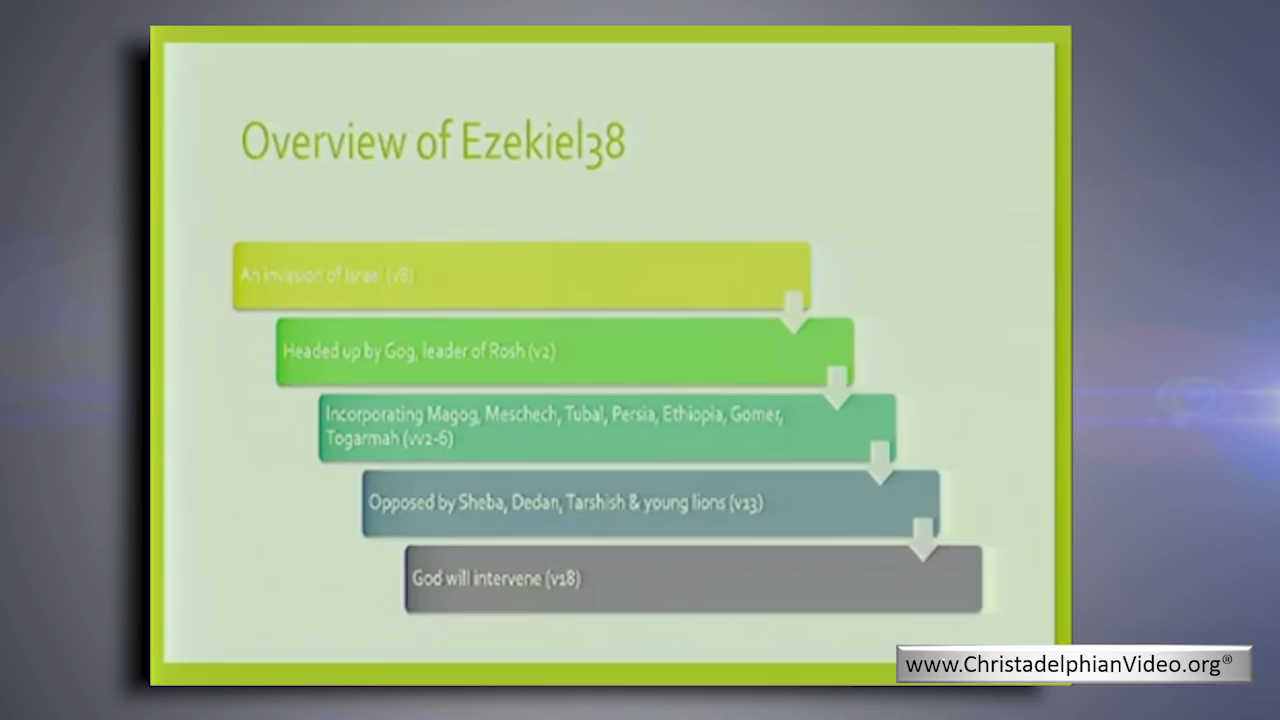 Overview of Ezekiel38
An invasion of Israel (v8)
Headed up by Gog, leader of Rosh (v2)
Incorporating Magog, Meschech, Tubal, Persia, Ethiopia, Gomer,
Togarmah (vv2-6)
Opposed by Sheba, Dedan, Tarshish & young lions (v13)
God will intervene (v18)
www.ChristadelphianVideo.org®